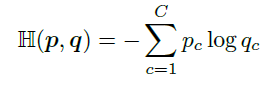 ℍ(𝒑, 𝒒) = − ∑_{c=1}^{C} p_c log q_c